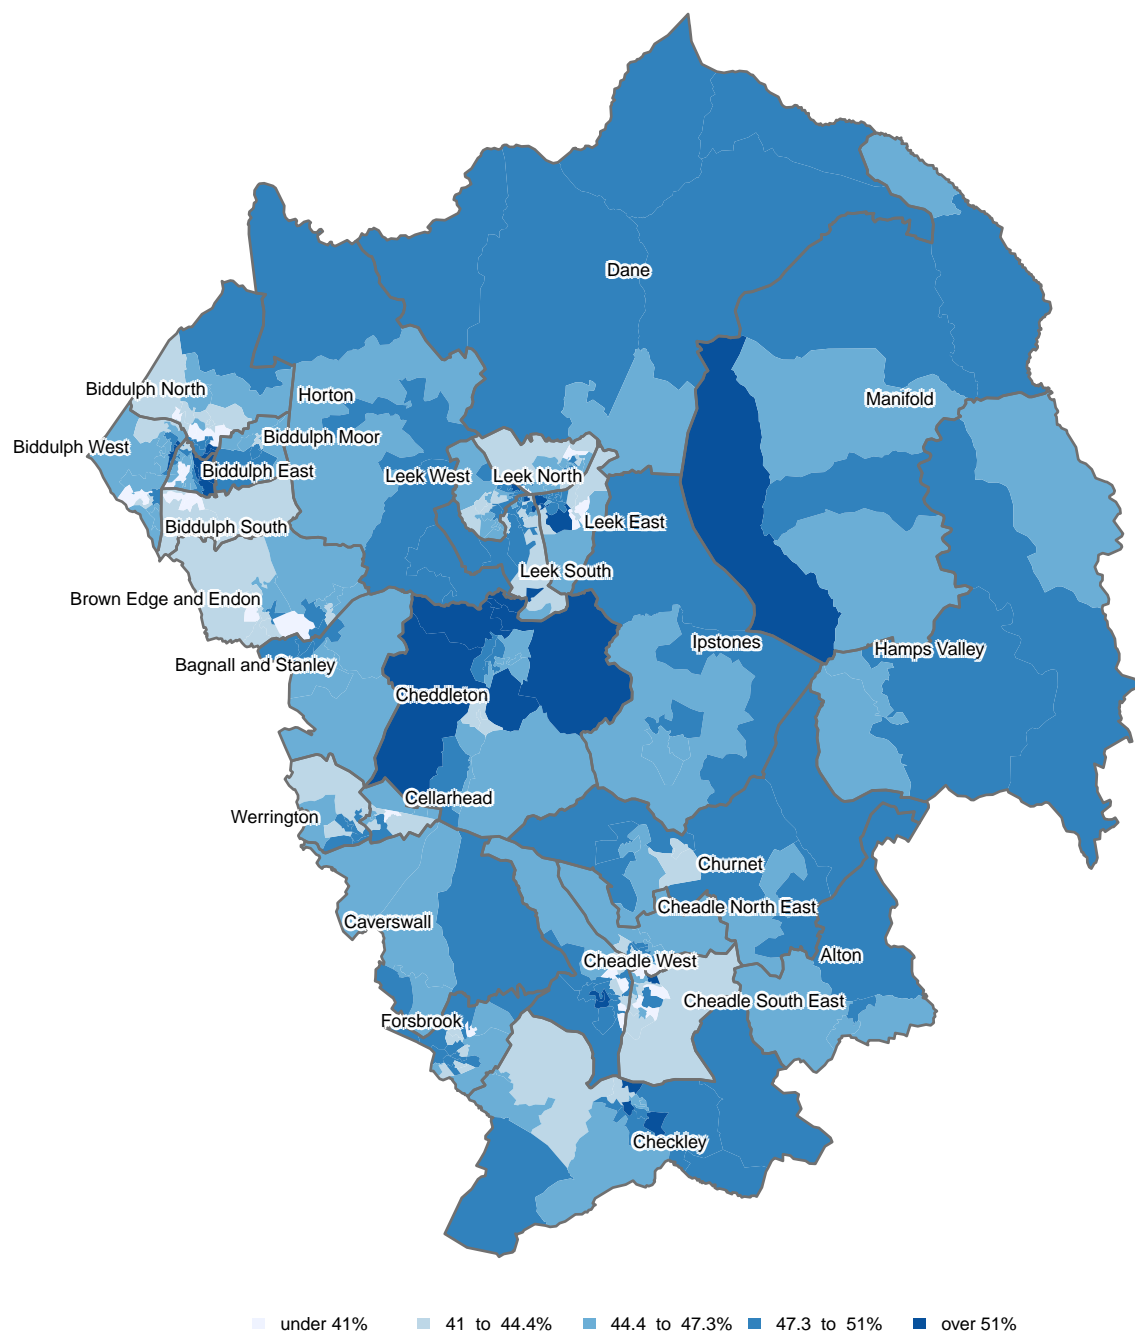 Dane
Biddulph North
Horton
Manifold
Biddulph West
Biddulph Moor
Biddulph East
Leek West
Leek North
Biddulph South
Leek East
Leek South
Brown Edge and Endon
Ipstones
Hamps Valley
Bagnall and Stanley
Cheddleton
Cellarhead
Werrington
Churnet
Cheadle North East
Caverswall
Alton
Cheadle West
Cheadle South East
Forsbrook
Checkley
under 41% 41 to 44.4% 44.4 to 47.3% 47.3 to 51% over 51%